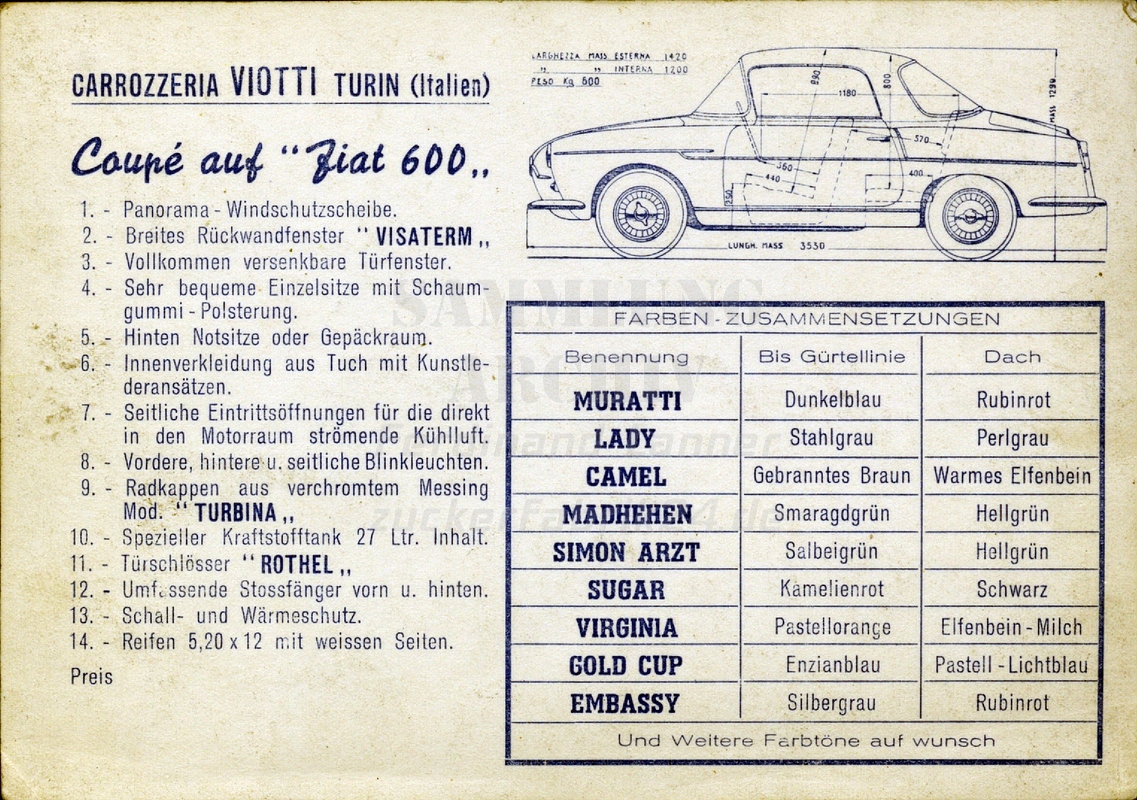 CARROZZERIA VIOTTI TURIN (Italien)
Coupé auf "Fiat 600„
1. - Panorama - Windschutzscheibe.
2. - Breites Rückwandfenster "VISATERM„
3. - Vollkommen versenkbare Türfenster.
4. - Sehr bequeme Einzelsitze mit Schaum-
gummi - Polsterung.
5. - Hinten Notsitze oder Gepäckraum.
6. - Innenverkleidung aus Tuch mit Kunstle-
deransätzen.
7. - Seitliche Eintrittsöffnungen für die direkt
in den Motorraum strömende Kühlluft.
8. - Vordere, hintere u. seitliche Blinkleuchten.
9. - Radkappen aus verchromtem Messing
Mod. "TURBINA„
10. - Spezieller Kraftstofftank 27 Ltr. Inhalt.
11. - Türschlösser "ROTHEL„
12. - Umfassende Stossfänger vorn u. hinten.
13. - Schall- und Wärmeschutz.
14. - Reifen 5,20 x 12 mit weissen Seiten.
Preis
LARGHEZZA MASS ESTERNA 1420
" " INTERNA 1200
PESO Kg 600
890
800
1180
570
360
440
400
250
MASS 1290
LUNGH. MASS 3530
FARBEN - ZUSAMMENSETZUNGEN
Benennung Bis Gürtellinie Dach
MURATTI Dunkelblau Rubinrot
LADY Stahlgrau Perlgrau
CAMEL Gebranntes Braun Warmes Elfenbein
MADHEHEN Smaragdgrün Hellgrün
SIMON ARZT Salbeigrün Hellgrün
SUGAR Kamelienrot Schwarz
VIRGINIA Pastellorange Elfenbein - Milch
GOLD CUP Enzianblau Pastell - Lichtblau
EMBASSY Silbergrau Rubinrot
Und Weitere Farbtöne auf wunsch
SAMMLUNG
ARCHIV
Ferdinand Lanner